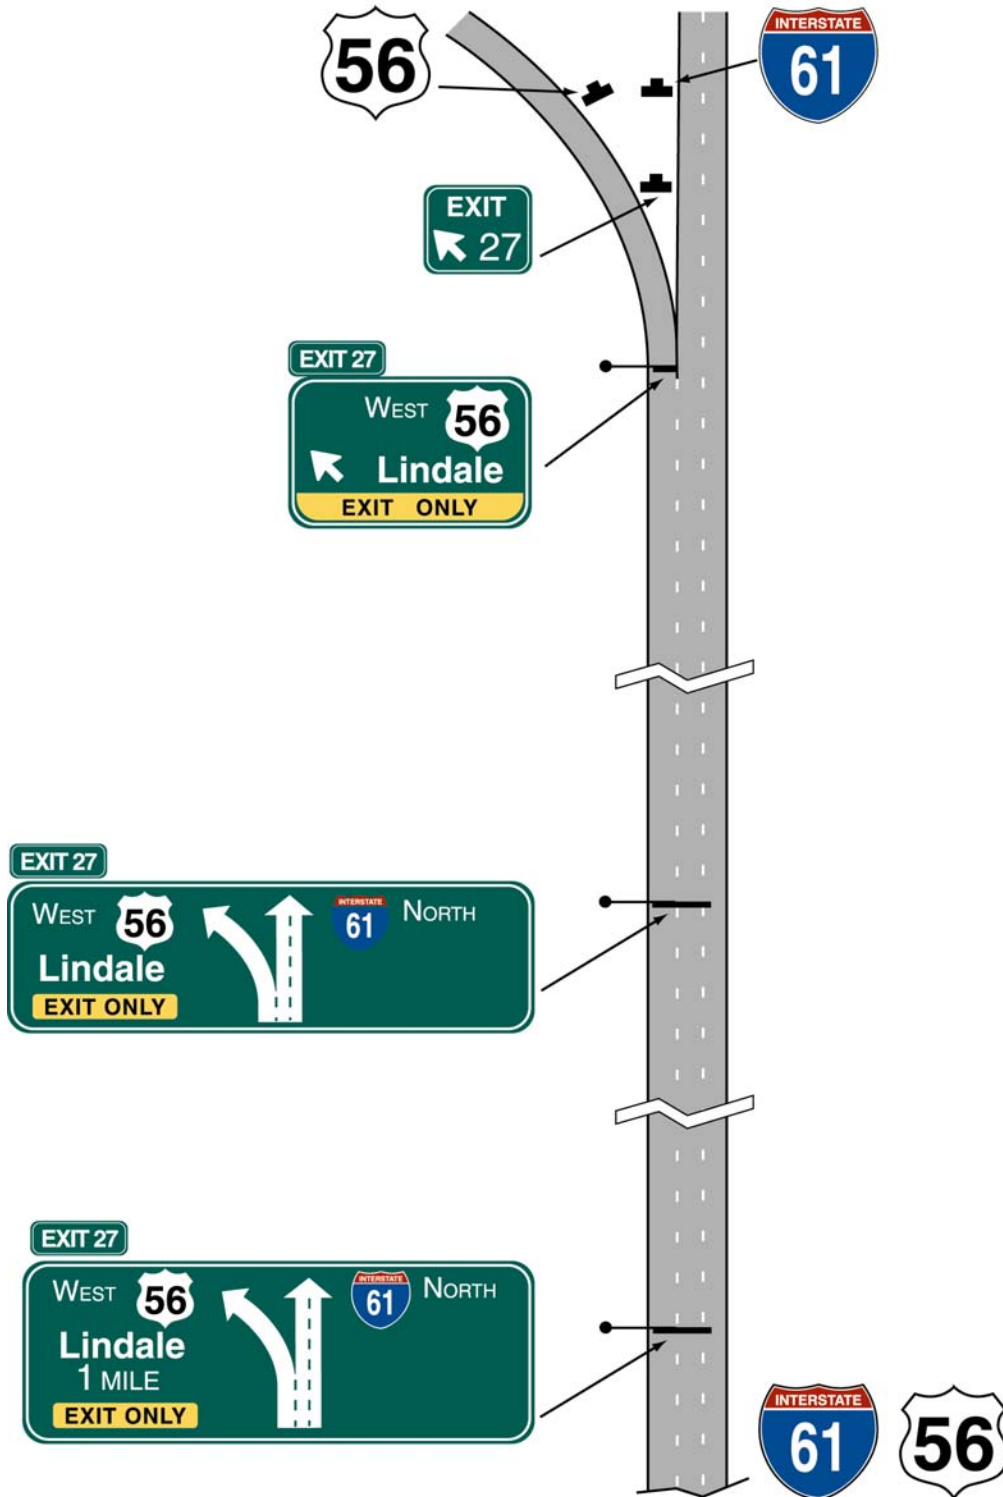 56
INTERSTATE
61
EXIT
27
EXIT 27
WEST 56
Lindale
EXIT ONLY
EXIT 27
WEST 56 INTERSTATE 61 NORTH
Lindale
EXIT ONLY
EXIT 27
WEST 56 INTERSTATE 61 NORTH
Lindale
1 MILE
EXIT ONLY
INTERSTATE
61 56